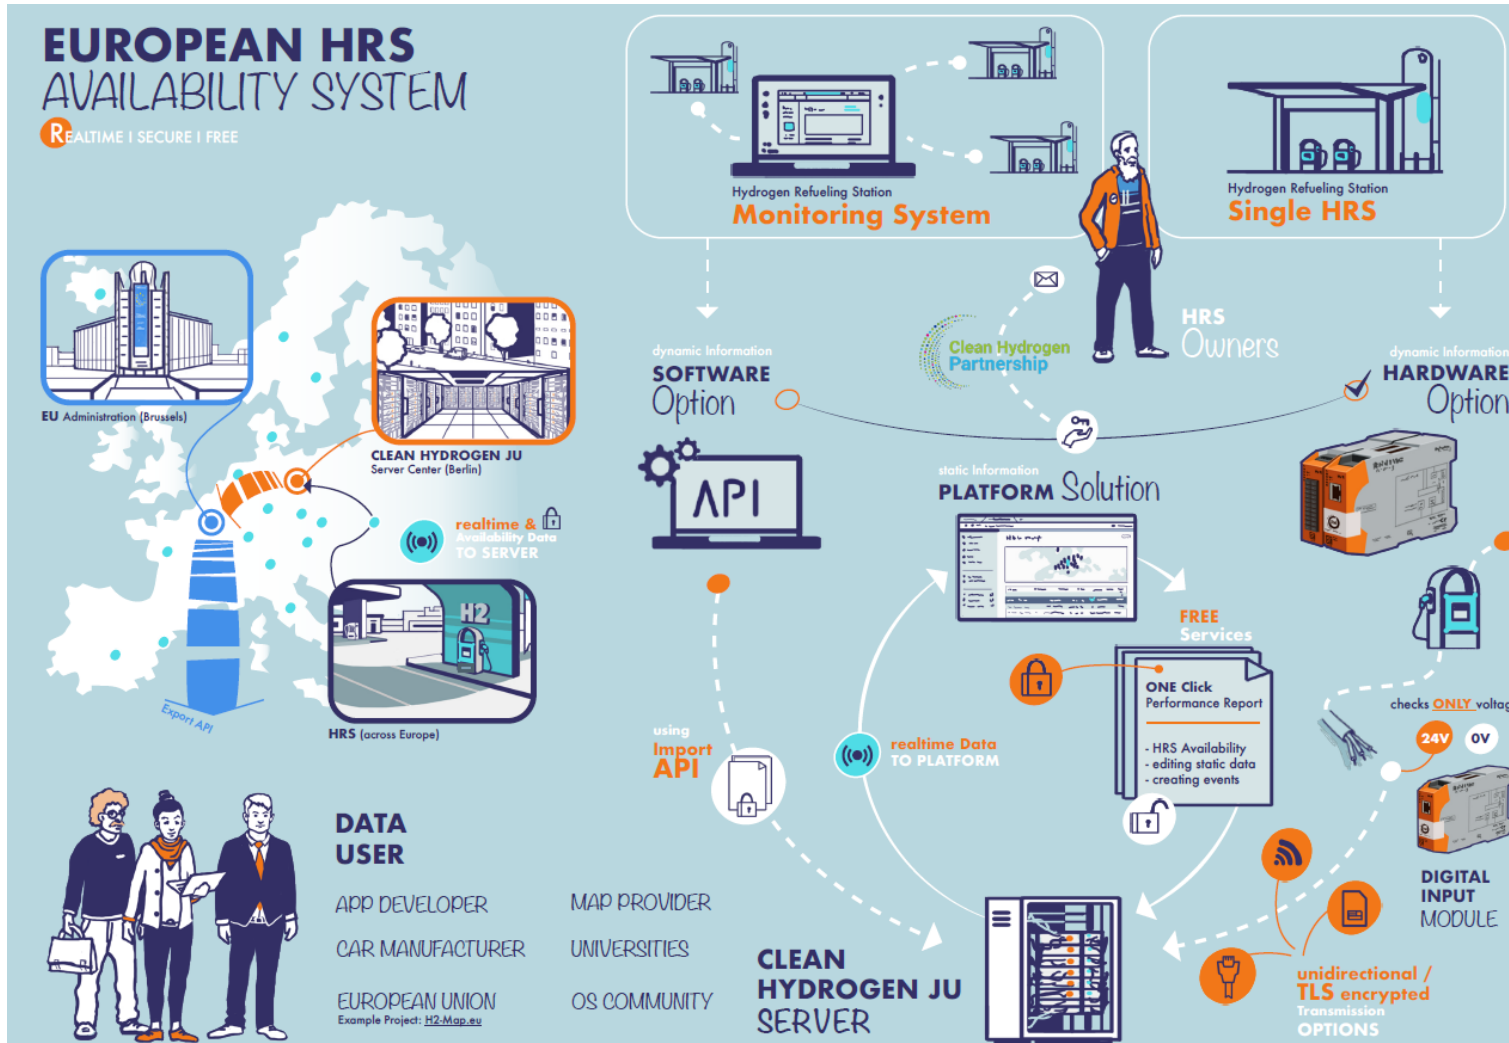 EUROPEAN HRS
AVAILABILITY SYSTEM
REALTIME I SECURE I FREE
EU Administration (Brussels)
CLEAN HYDROGEN JU
Server Center (Berlin)
realtime &
Availability Data
TO SERVER
H2
HRS (across Europe)
Export API
DATA
USER
APP DEVELOPER
MAP PROVIDER
CAR MANUFACTURER
UNIVERSITIES
EUROPEAN UNION
OS COMMUNITY
Example Project: H2-Map.eu
Hydrogen Refueling Station
Monitoring System
Hydrogen Refueling Station
Single HRS
HRS
Owners
Clean Hydrogen
Partnership
dynamic Information
SOFTWARE
Option
API
using
Import
API
static Information
PLATFORM Solution
realtime Data
TO PLATFORM
FREE
Services
ONE Click
Performance Report
- HRS Availability
- editing static data
- creating events
CLEAN
HYDROGEN JU
SERVER
dynamic Information
HARDWARE
Option
checks ONLY voltag
24V
0V
DIGITAL
INPUT
MODULE
unidirectional /
TLS encrypted
Transmission
OPTIONS